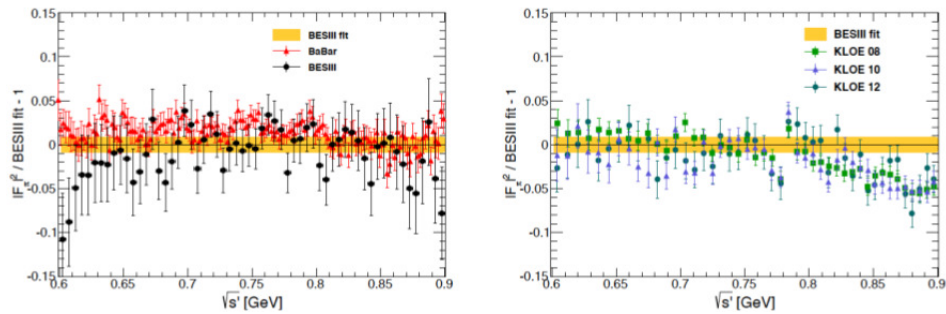 0.15
0.1
0.05
0
-0.05
-0.1
-0.15
|Fπ|² / BESIII fit - 1
BESIII fit
BaBar
BESIII
0.6 0.65 0.7 0.75 0.8 0.85 0.9
√s' [GeV]
0.15
0.1
0.05
0
-0.05
-0.1
-0.15
|Fπ|² / BESIII fit - 1
BESIII fit
KLOE 08
KLOE 10
KLOE 12
0.6 0.65 0.7 0.75 0.8 0.85 0.9
√s' [GeV]